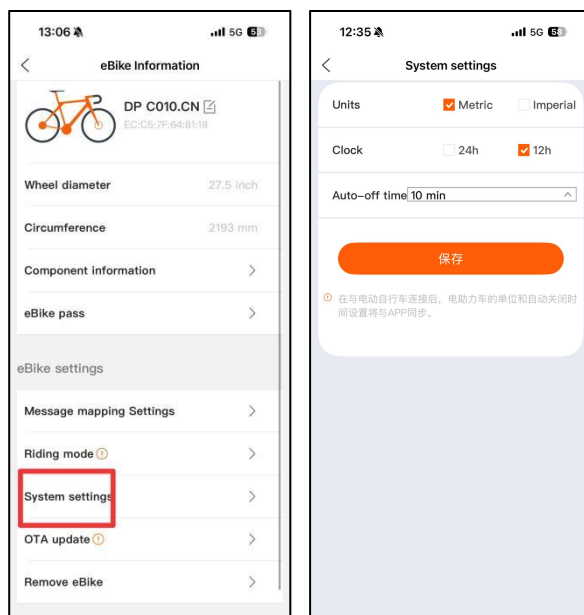 13:06
5G
eBike Information
DP C010.CN
EC:C5:7F:64:81:18
Wheel diameter 27.5 inch
Circumference 2193 mm
Component information
eBike pass
eBike settings
Message mapping Settings
Riding mode
System settings
OTA update
Remove eBike
12:35
5G
System settings
Units Metric Imperial
Clock 24h 12h
Auto-off time 10 min
保存
在与电动自行车连接后，电助力车的单位和自动关闭时
间设置将与APP同步。